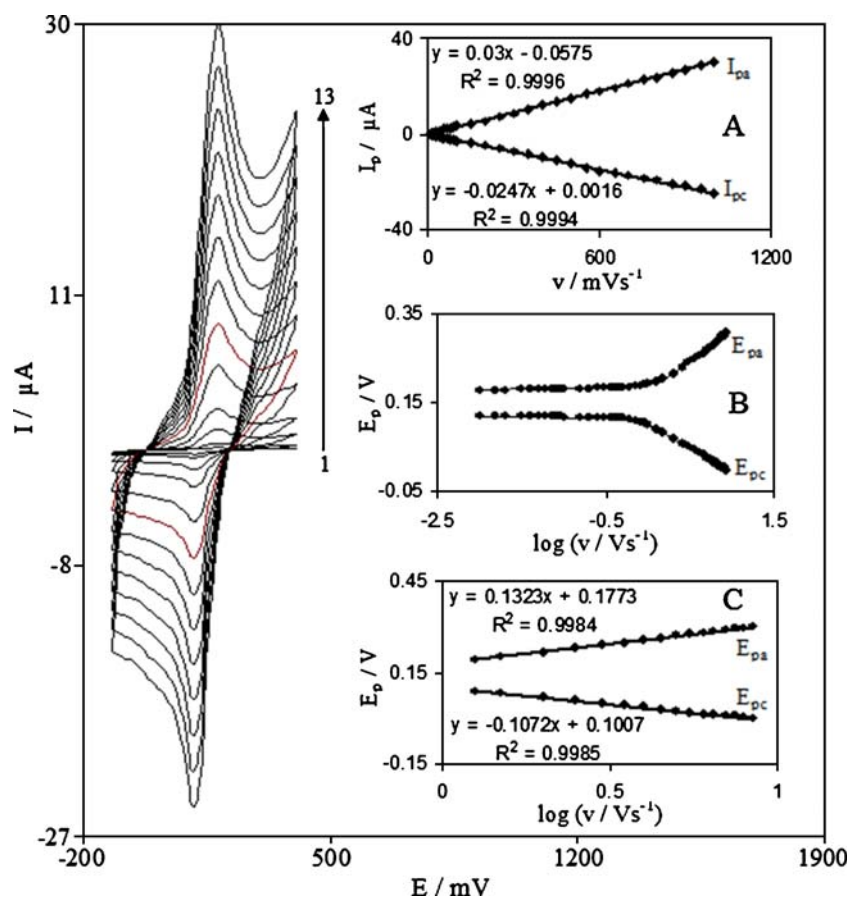 30
11
-8
-27
I / μA
-200
500
1200
1900
E / mV
13
1
40
0
-40
I_p / μA
y = 0.03x - 0.0575
R² = 0.9996
I_pa
A
y = -0.0247x + 0.0016
R² = 0.9994
I_pc
0
600
1200
v / mVs⁻¹
0.35
0.15
-0.05
E_p / V
E_pa
B
E_pc
-2.5
-0.5
1.5
log (v / Vs⁻¹)
0.45
0.15
-0.15
E_p / V
y = 0.1323x + 0.1773
R² = 0.9984
C
E_pa
E_pc
y = -0.1072x + 0.1007
R² = 0.9985
0
0.5
1
log (v / Vs⁻¹)